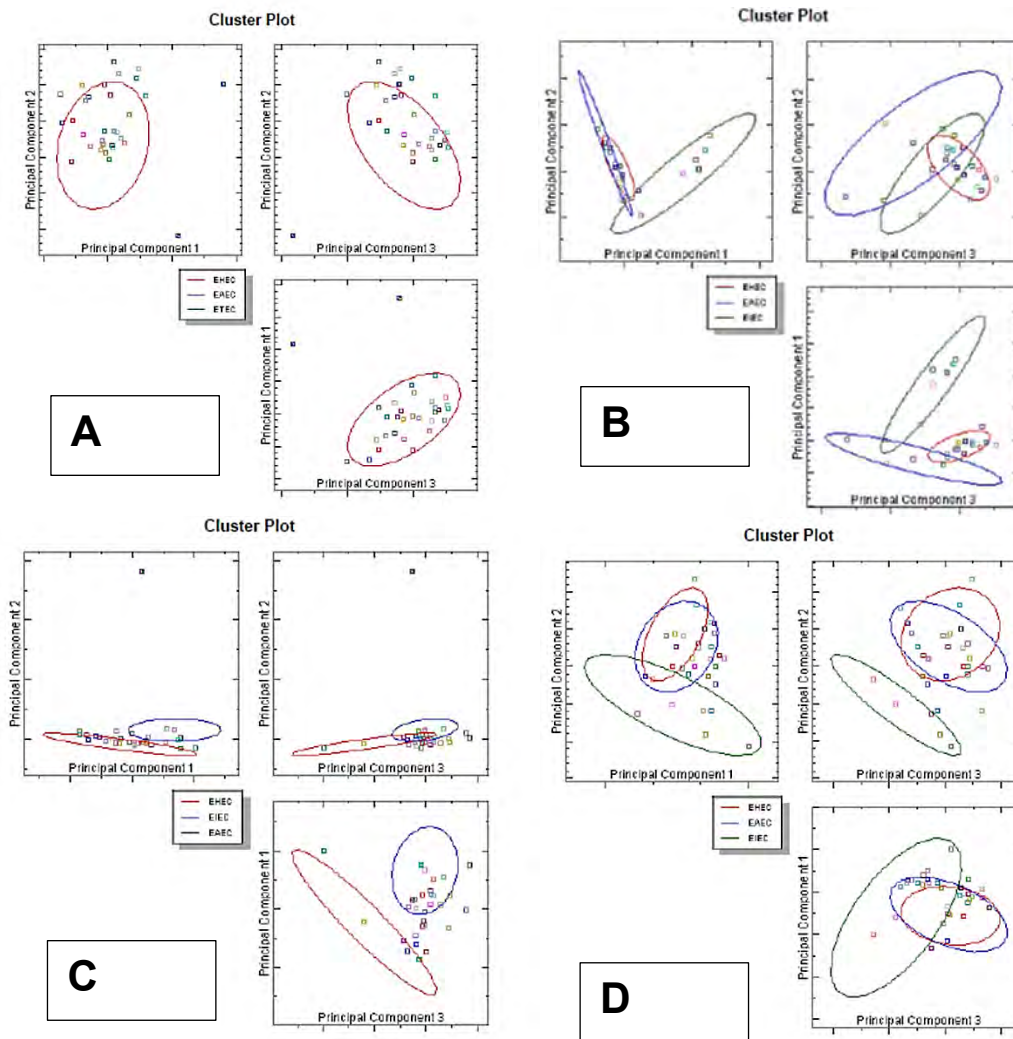 Cluster Plot
Principal Component 2
Principal Component 1
Principal Component 2
Principal Component 3
EHEC
EAEC
ETEC
Principal Component 1
Principal Component 3
A
Cluster Plot
Principal Component 2
Principal Component 1
Principal Component 2
Principal Component 3
EHEC
EAEC
EIEC
Principal Component 1
Principal Component 3
B
Cluster Plot
Principal Component 2
Principal Component 1
Principal Component 2
Principal Component 3
EHEC
EIEC
EAEC
Principal Component 1
Principal Component 3
C
Cluster Plot
Principal Component 2
Principal Component 1
Principal Component 2
Principal Component 3
EHEC
EAEC
EIEC
Principal Component 1
Principal Component 3
D